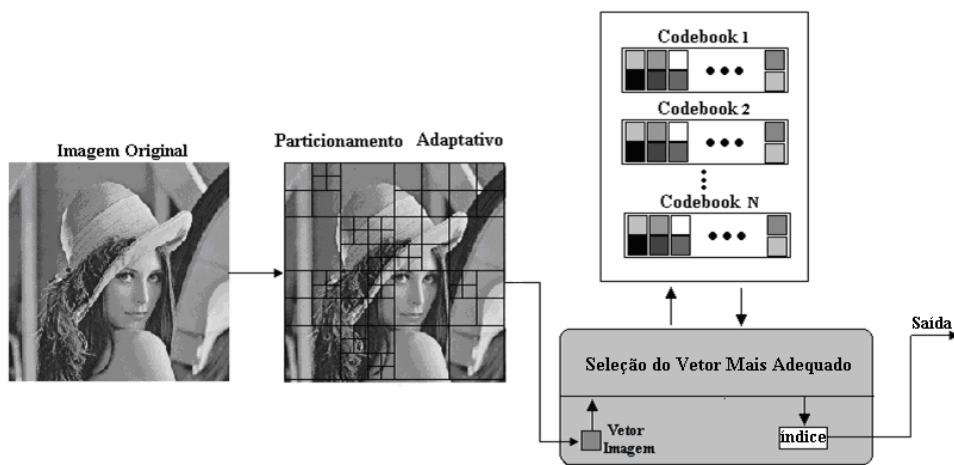 Imagem Original
Particionamento Adaptativo
Codebook 1
Codebook 2
Codebook N
Seleção do Vetor Mais Adequado
Vetor
Imagem
índice
Saída